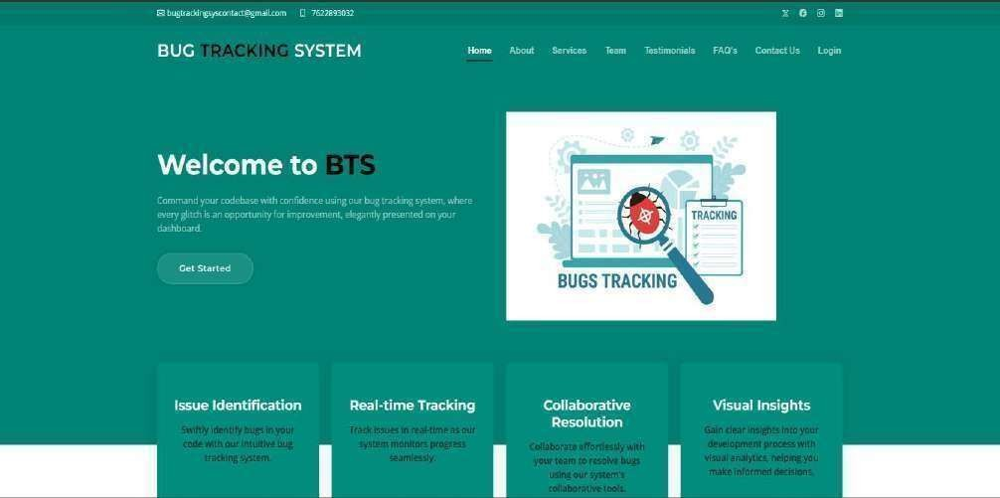 bugtrackingsyscontact@gmail.com 7622893032
BUG TRACKING SYSTEM
Home About Services Team Testimonials FAQ's Contact Us Login
Welcome to BTS
Command your codebase with confidence using our bug tracking system, where
every glitch is an opportunity for improvement, elegantly presented on your
dashboard.
Get Started
TRACKING
BUGS TRACKING
Issue Identification
Swiftly identify bugs in your
code with our intuitive bug
tracking system.
Real-time Tracking
Track issues in real-time as our
system monitors progress
seamlessly.
Collaborative
Resolution
Collaborate effortlessly with
your team to resolve bugs
using our system's
collaborative tools.
Visual Insights
Gain clear insights into your
development process with
visual analytics, helping you
make informed decisions.